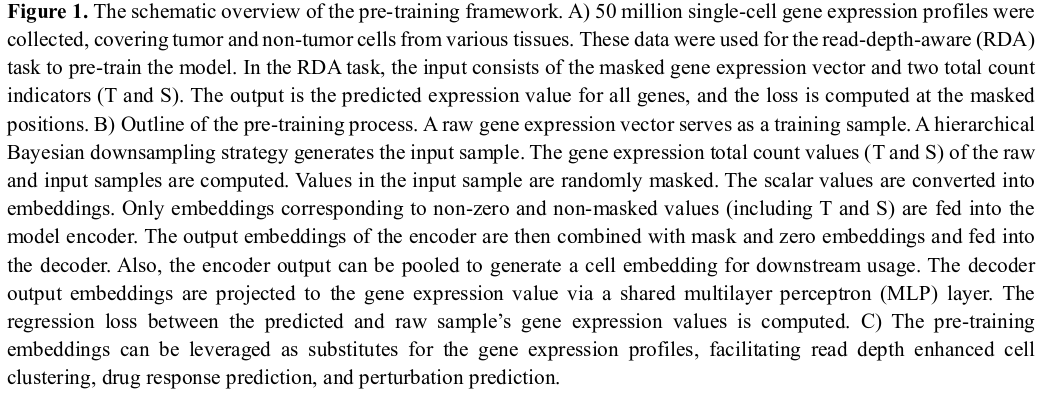 Figure 1. The schematic overview of the pre-training framework. A) 50 million single-cell gene expression profiles were
collected, covering tumor and non-tumor cells from various tissues. These data were used for the read-depth-aware (RDA)
task to pre-train the model. In the RDA task, the input consists of the masked gene expression vector and two total count
indicators (T and S). The output is the predicted expression value for all genes, and the loss is computed at the masked
positions. B) Outline of the pre-training process. A raw gene expression vector serves as a training sample. A hierarchical
Bayesian downsampling strategy generates the input sample. The gene expression total count values (T and S) of the raw
and input samples are computed. Values in the input sample are randomly masked. The scalar values are converted into
embeddings. Only embeddings corresponding to non-zero and non-masked values (including T and S) are fed into the
model encoder. The output embeddings of the encoder are then combined with mask and zero embeddings and fed into
the decoder. Also, the encoder output can be pooled to generate a cell embedding for downstream usage. The decoder
output embeddings are projected to the gene expression value via a shared multilayer perceptron (MLP) layer. The
regression loss between the predicted and raw sample's gene expression values is computed. C) The pre-training
embeddings can be leveraged as substitutes for the gene expression profiles, facilitating read depth enhanced cell
clustering, drug response prediction, and perturbation prediction.